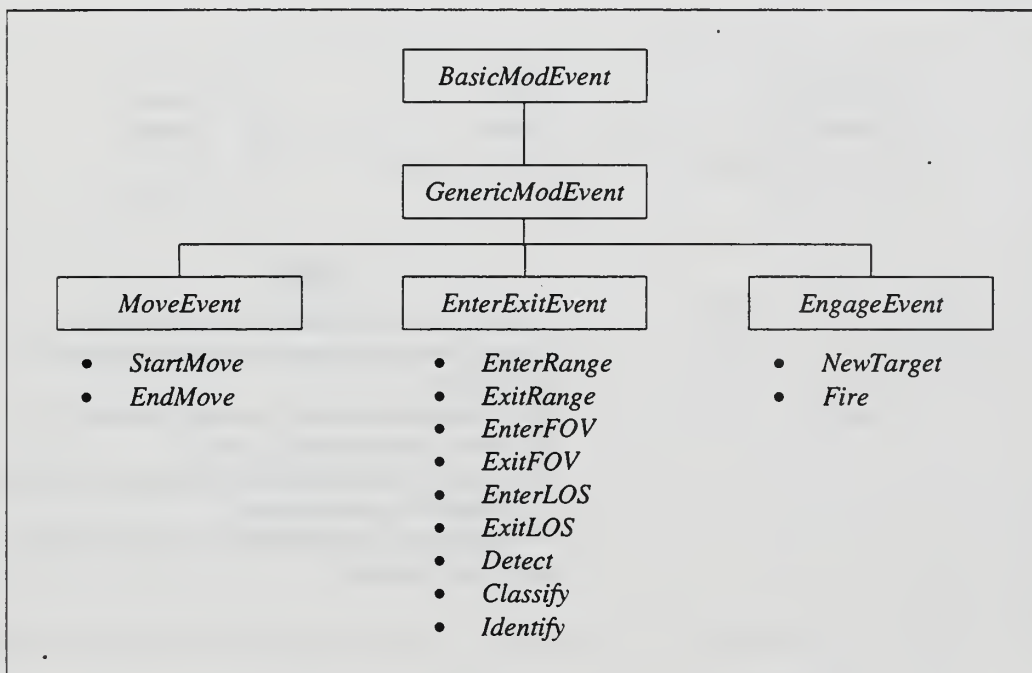 BasicModEvent
GenericModEvent
MoveEvent
• StartMove
• EndMove
EnterExitEvent
• EnterRange
• ExitRange
• EnterFOV
• ExitFOV
• EnterLOS
• ExitLOS
• Detect
• Classify
• Identify
EngageEvent
• NewTarget
• Fire